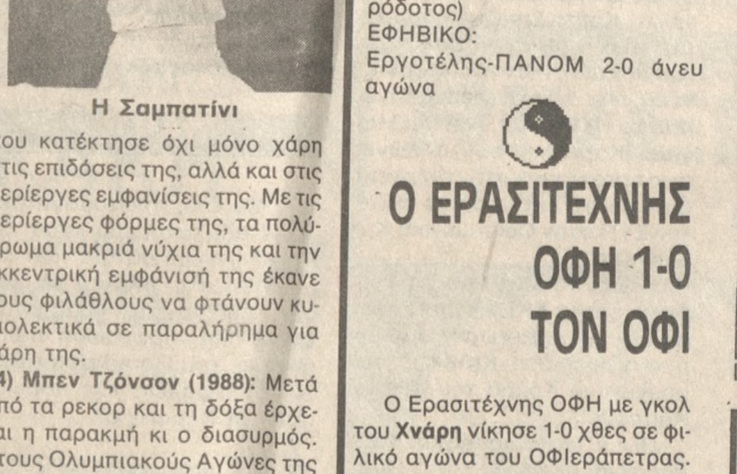 Η Σαμπατίνι
ου κατέκτησε όχι μόνο χάρη
τις επιδόσεις της, αλλά και στις
ερίεργες εμφανίσεις της. Με τις
ερίεργες φόρμες της, τα πολύ-
ρωμα μακριά νύχια της και την
κκεντρική εμφάνισή της έκανε
ους φιλάθλους να φτάνουν κυ-
ιολεκτικά σε παραλήρημα για
άρη της.
4) Μπεν Τζόνσον (1988): Μετά
πό τα ρεκορ και τη δόξα έρχε-
αι η παρακμή κι ο διασυρμός.
τους Ολυμπιακούς Αγώνες της
ρόδοτος)
ΕΦΗΒΙΚΟ:
Εργοτέλης-ΠΑΝΟΜ 2-0 άνευ
αγώνα
Ο ΕΡΑΣΙΤΕΧΝΗΣ
ΟΦΗ 1-0
ΤΟΝ ΟΦΙ
Ο Ερασιτέχνης ΟΦΗ με γκολ
του Χνάρη νίκησε 1-0 χθες σε φι-
λικό αγώνα του ΟΦΙεράπετρας.